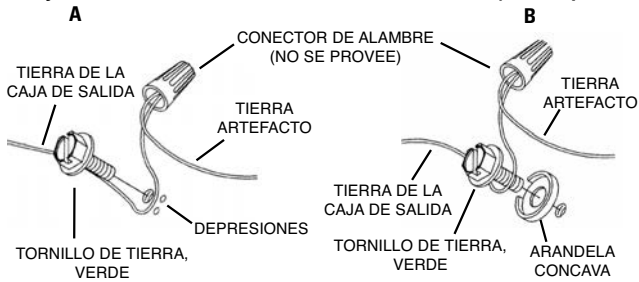 A
B
CONECTOR DE ALAMBRE
(NO SE PROVEE)
TIERRA DE LA
CAJA DE SALIDA
TIERRA
ARTEFACTO
TIERRA
ARTEFACTO
DEPRESIONES
TORNILLO DE TIERRA,
VERDE
TIERRA DE LA
CAJA DE SALIDA
TORNILLO DE TIERRA,
VERDE
ARANDELA
CONCAVA